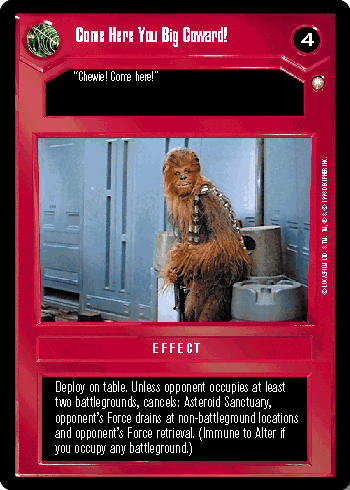 Come Here You Big Coward!
4
"Chewie! Come here!"
EFFECT
Deploy on table. Unless opponent occupies at least
two battlegrounds, cancels: Asteroid Sanctuary,
opponent's Force drains at non-battleground locations
and opponent's Force retrieval. (Immune to Alter if
you occupy any battleground.)